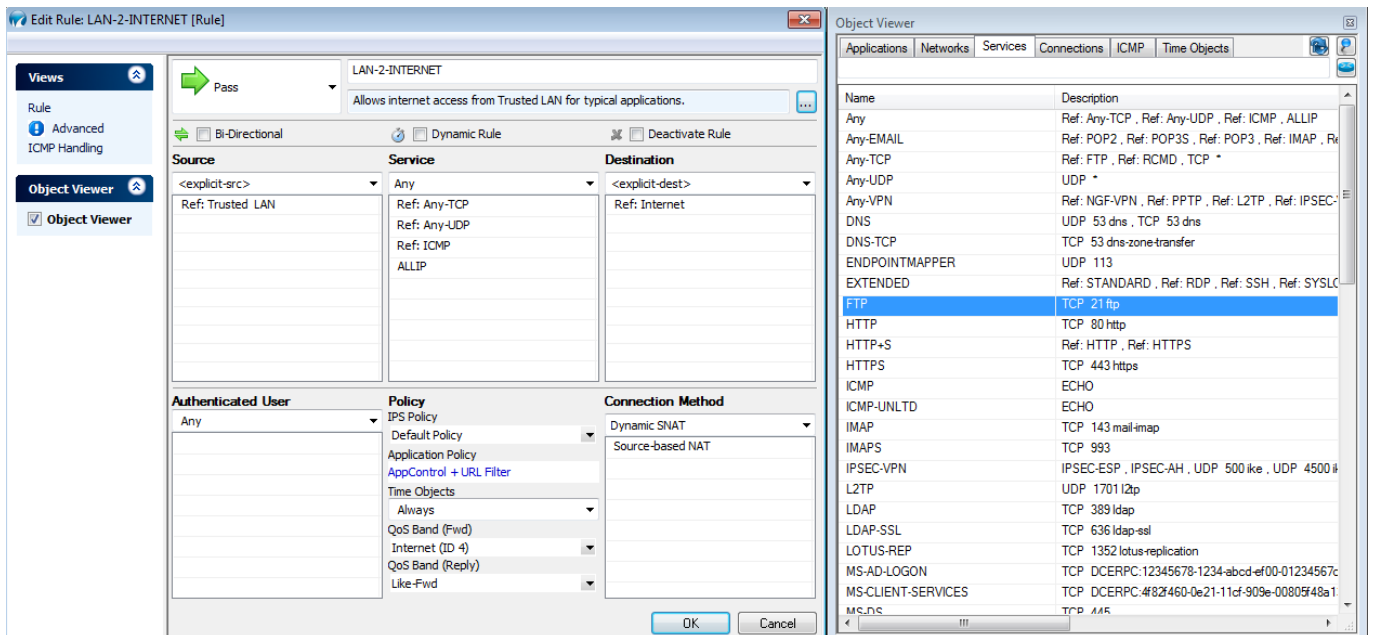 Edit Rule: LAN-2-INTERNET [Rule]
Views
Rule
Advanced
ICMP Handling
Object Viewer
Object Viewer
Pass
LAN-2-INTERNET
Allows internet access from Trusted LAN for typical applications.
...
Bi-Directional
Dynamic Rule
Deactivate Rule
Source
Service
Destination
<explicit-src>
Any
<explicit-dest>
Ref: Trusted LAN
Ref: Any-TCP
Ref: Internet
Ref: Any-UDP
Ref: ICMP
ALLIP
Authenticated User
Any
Policy
IPS Policy
Default Policy
Application Policy
AppControl + URL Filter
Time Objects
Always
QoS Band (Fwd)
Internet (ID 4)
QoS Band (Reply)
Like-Fwd
Connection Method
Dynamic SNAT
Source-based NAT
OK
Cancel
Object Viewer
Applications Networks Services Connections ICMP Time Objects
Name Description
Any Ref: Any-TCP , Ref: Any-UDP , Ref: ICMP , ALLIP
Any-EMAIL Ref: POP2 , Ref: POP3S , Ref: POP3 , Ref: IMAP , Re
Any-TCP Ref: FTP , Ref: RCMD , TCP *
Any-UDP UDP *
Any-VPN Ref: NGF-VPN , Ref: PPTP , Ref: L2TP , Ref: IPSEC-
DNS UDP 53 dns , TCP 53 dns
DNS-TCP TCP 53 dns-zone-transfer
ENDPOINTMAPPER UDP 113
EXTENDED Ref: STANDARD , Ref: RDP , Ref: SSH , Ref: SYSLO
FTP TCP 21 ftp
HTTP TCP 80 http
HTTP+S Ref: HTTP , Ref: HTTPS
HTTPS TCP 443 https
ICMP ECHO
ICMP-UNLTD ECHO
IMAP TCP 143 mail-imap
IMAPS TCP 993
IPSEC-VPN IPSEC-ESP , IPSEC-AH , UDP 500 ike , UDP 4500 ik
L2TP UDP 1701 l2tp
LDAP TCP 389 ldap
LDAP-SSL TCP 636 ldap-ssl
LOTUS-REP TCP 1352 lotus-replication
MS-AD-LOGON TCP DCERPC:12345678-1234-abcd-ef00-01234567c
MS-CLIENT-SERVICES TCP DCERPC:4f82f460-0e21-11cf-909e-00805f48a1
MS-DS TCP 445